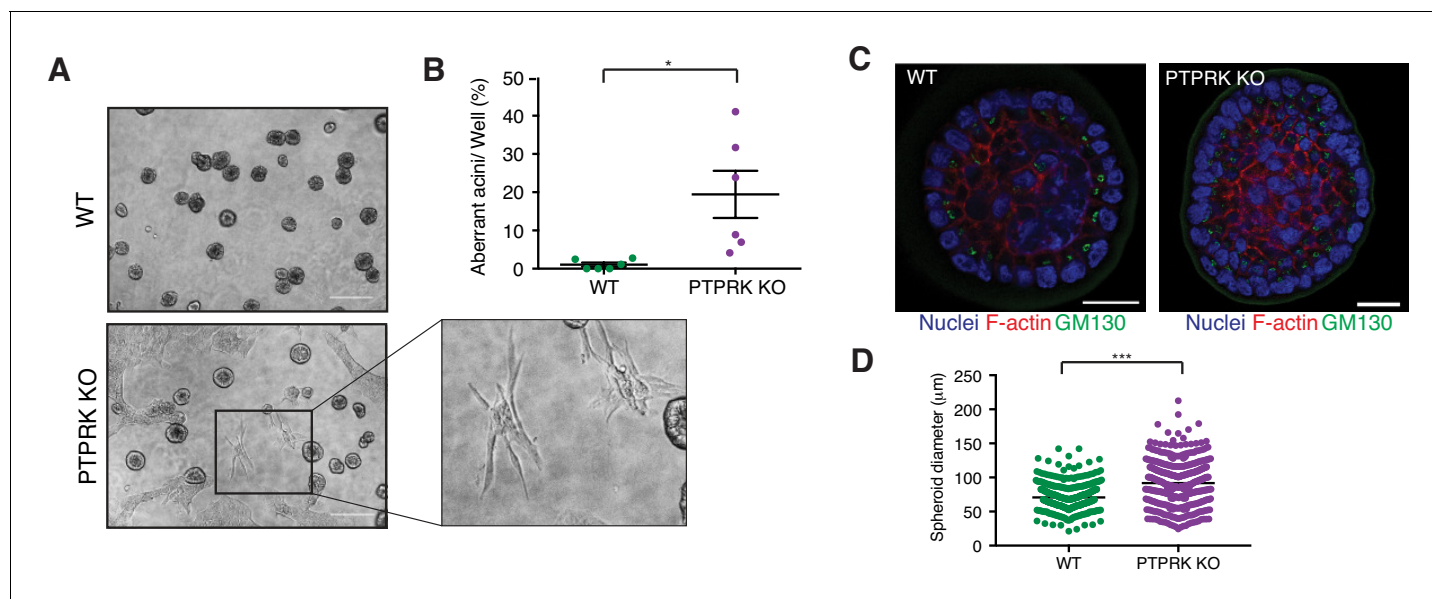 A
WT
PTPRK KO
B
*
Aberrant acini/ Well (%)
50
40
30
20
10
0
WT
PTPRK KO
C
WT
PTPRK KO
Nuclei F-actin GM130
Nuclei F-actin GM130
D
***
Spheroid diameter (μm)
250
200
150
100
50
0
WT
PTPRK KO